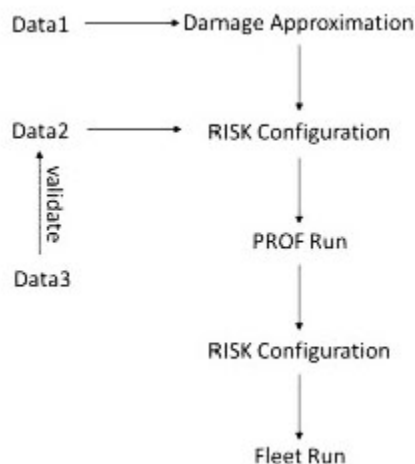 Data1
Damage Approximation
Data2
RISK Configuration
validate
Data3
PROF Run
RISK Configuration
Fleet Run